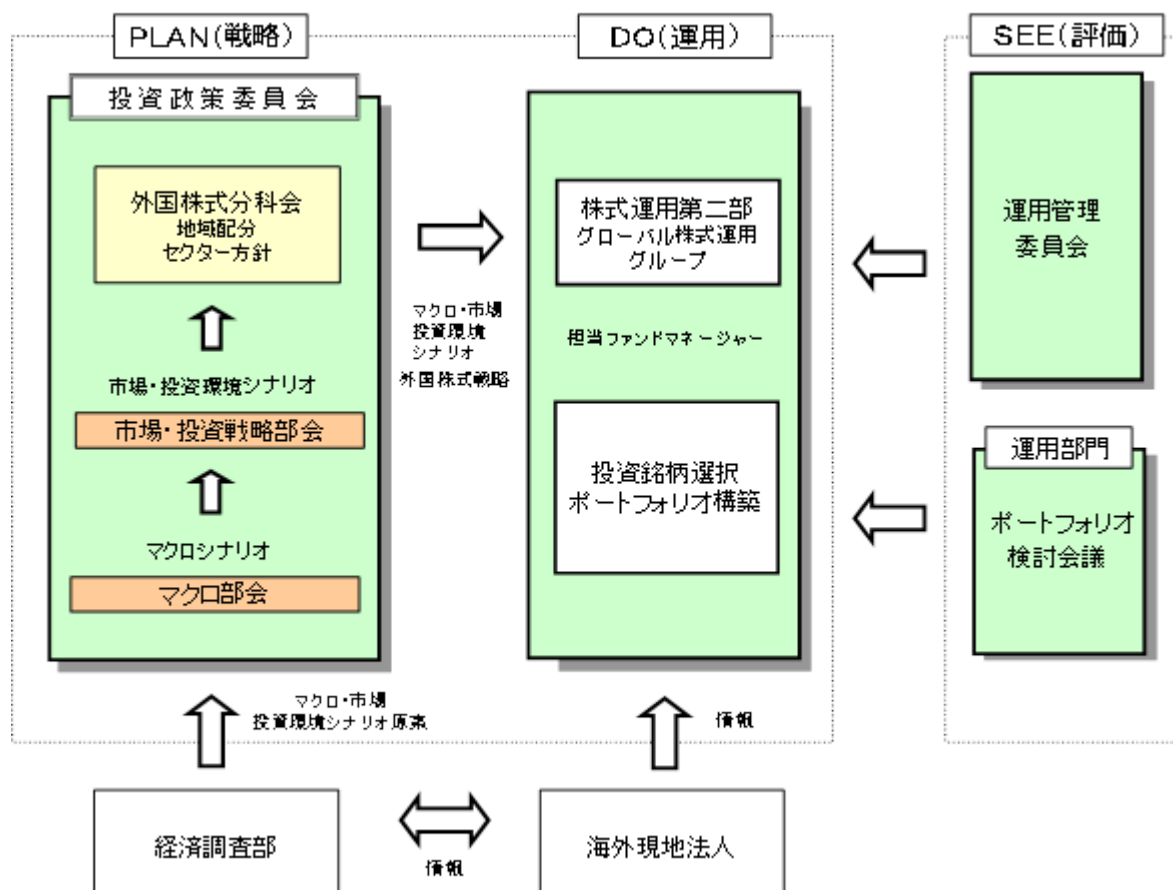 PLAN(戦略)
投資政策委員会
外国株式分科会
地域配分
セクター方針
市場・投資環境シナリオ
市場・投資戦略部会
マクロシナリオ
マクロ部会
マクロ・市場
投資環境
シナリオ
外国株式戦略
DO(運用)
株式運用第二部
グローバル株式運用
グループ
担当ファンドマネージャー
投資銘柄選択
ポートフォリオ構築
SEE(評価)
運用管理
委員会
運用部門
ポートフォリオ
検討会議
マクロ・市場
投資環境シナリオ原案
情報
経済調査部
情報
海外現地法人